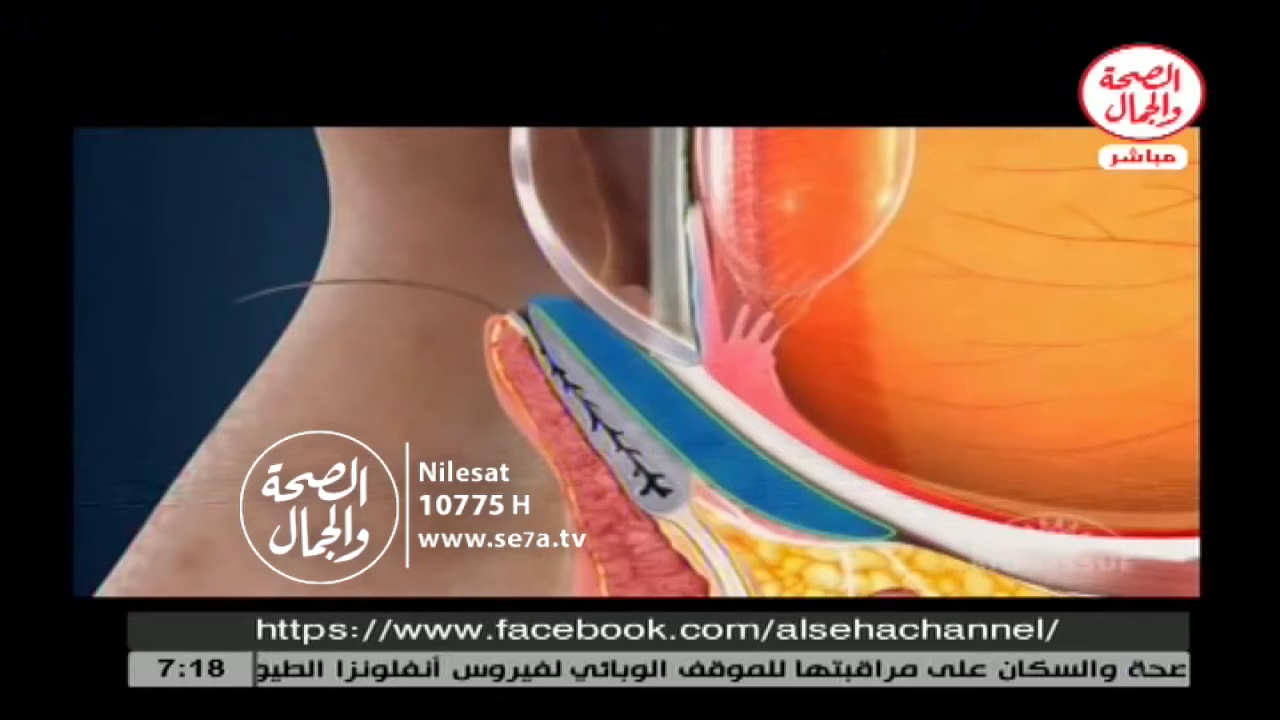 الصحة
والجمال
مباشر
الصحة
والجمال
Nilesat
10775 H
www.se7a.tv
https://www.facebook.com/alsehachannel/
7:18
صحة والسكان على مراقبتها للموقف الوبائي لفيروس أنفلونزا الطيو